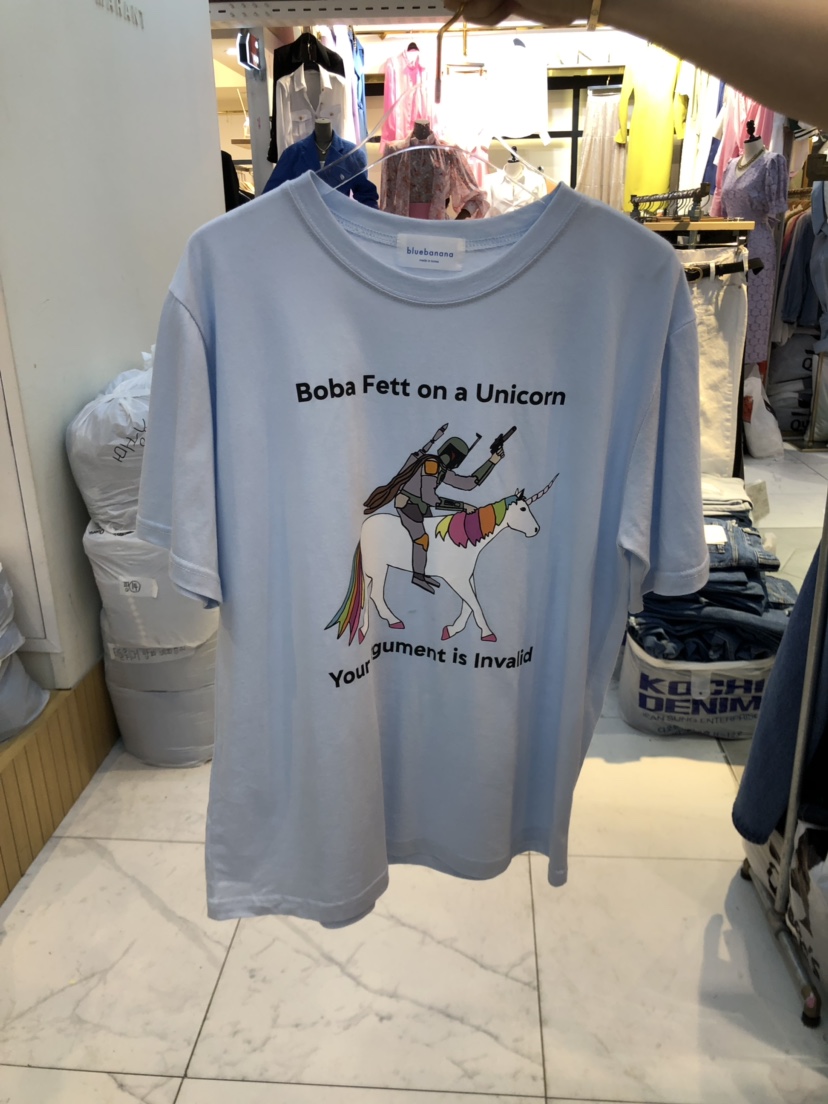 bluebanana
Boba Fett on a Unicorn
Your gument is Invalid
KOCHI
DENIM